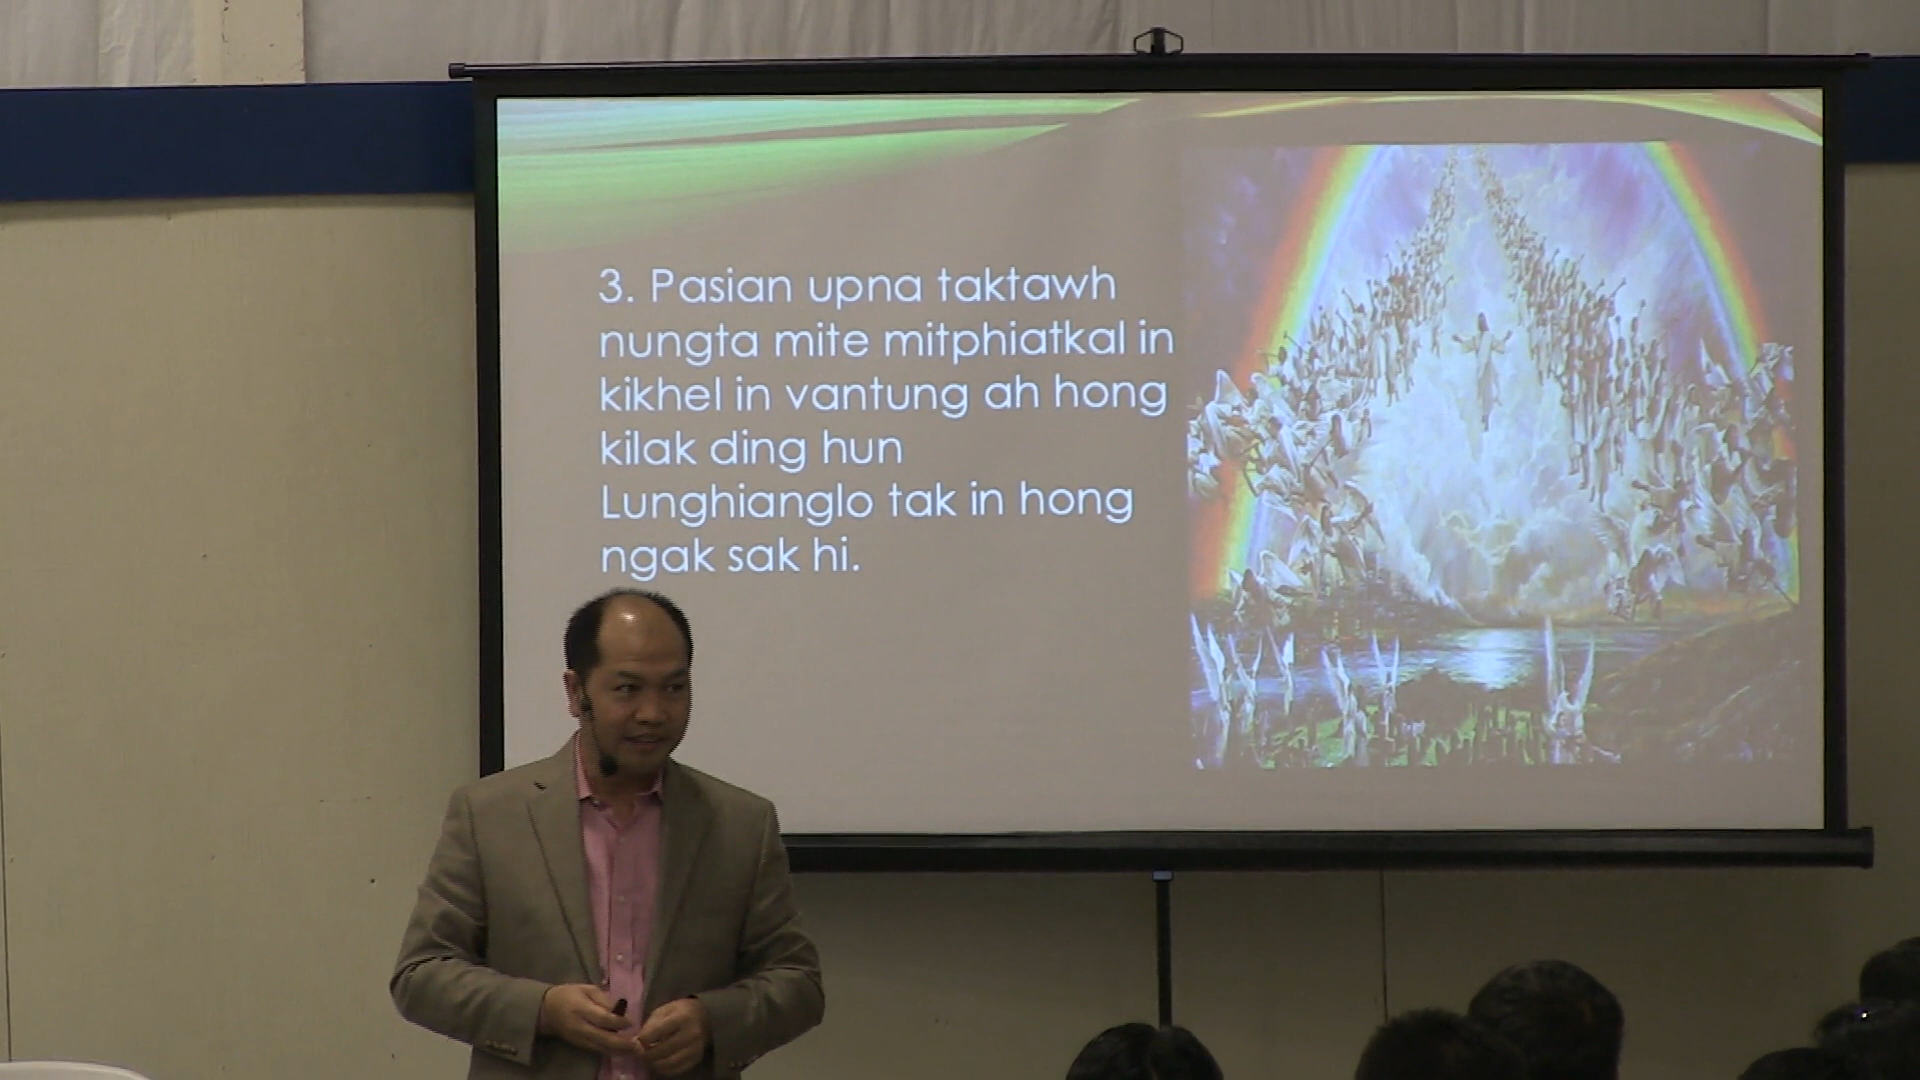 3. Pasian upna taktawh
nungta mite mitphiatkal in
kikhel in vantung ah hong
kilak ding hun
Lunghianglo tak in hong
ngak sak hi.